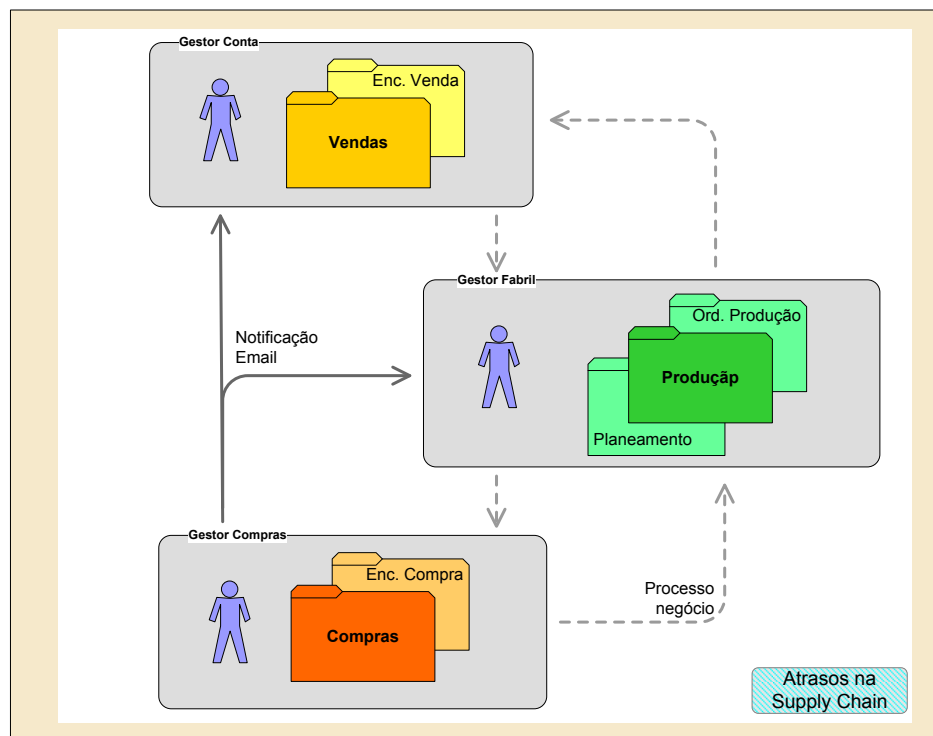 Gestor Conta
Enc. Venda
Vendas
Gestor Fabril
Ord. Produção
Produçãp
Planeamento
Notificação
Email
Gestor Compras
Enc. Compra
Compras
Processo
negócio
Atrasos na
Supply Chain